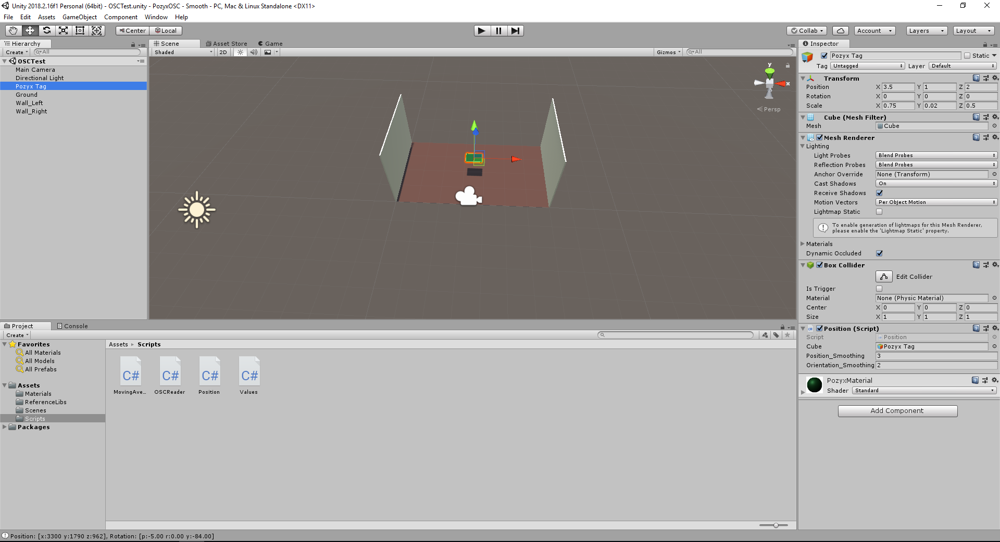 Unity 2018.2.16f1 Personal (64bit) - OSCTest.unity - PozyxOSC - Smooth - PC, Mac & Linux Standalone <DX11>
File Edit Assets GameObject Component Window Help
Center Local Collab Account Layers Layout
Hierarchy
Create All
OSCTest
Main Camera
Directional Light
Pozyx Tag
Ground
Wall_Left
Wall_Right
Scene Asset Store Game
Shaded 2D Gizmos All
y
x
Persp
Inspector
Pozyx Tag Static
Tag Untagged Layer Default
Transform
Position X 3.5 Y 1 Z 2
Rotation X 0 Y 0 Z 0
Scale X 0.75 Y 0.02 Z 0.5
Cube (Mesh Filter)
Mesh Cube
Mesh Renderer
Lighting
Light Probes Blend Probes
Reflection Probes Blend Probes
Anchor Override None (Transform)
Cast Shadows On
Receive Shadows
Motion Vectors Per Object Motion
Lightmap Static
To enable generation of lightmaps for this Mesh Renderer,
please enable the 'Lightmap Static' property.
Materials
Dynamic Occluded
Box Collider
Edit Collider
Is Trigger
Material None (Physic Material)
Center X 0 Y 0 Z 0
Size X 1 Y 1 Z 1
Position (Script)
Script Position
Cube Pozyx Tag
Position_Smoothing 3
Orientation_Smoothing 2
PozyxMaterial
Shader Standard
Add Component
Project Console
Create
Favorites
All Materials
All Models
All Prefabs
Assets
Materials
ReferenceLibs
Scenes
Scripts
Packages
Assets Scripts
C# C# C# C#
MovingAve... OSCReader Position Values
Position: [x:3300 y:1790 z:962], Rotation: [p:-5.00 r:0.00 y:-84.00]